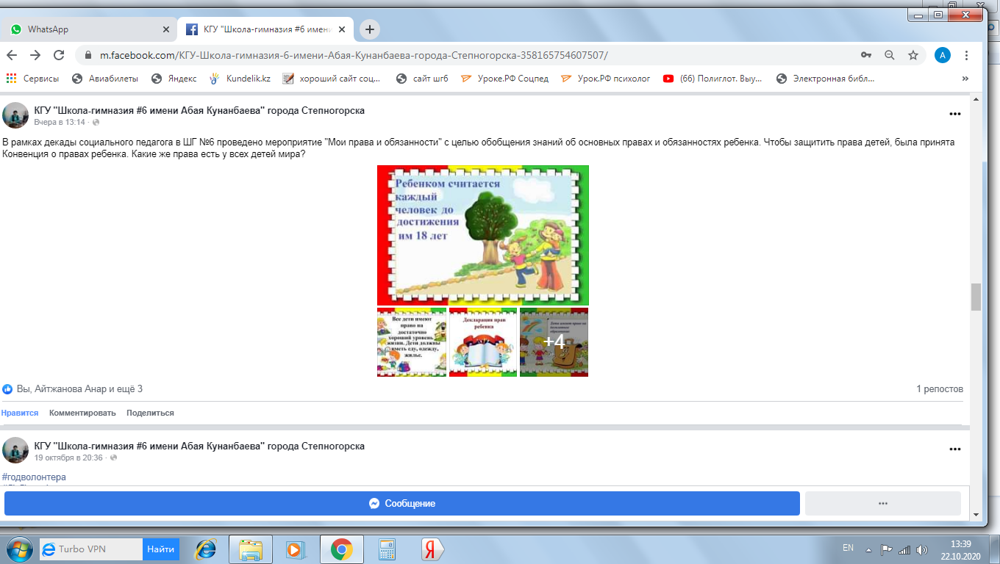 WhatsApp
КГУ "Школа-гимназия #6 имени
m.facebook.com/КГУ-Школа-гимназия-6-имени-Абая-Кунанбаева-города-Степногорска-358165754607507/
A
Сервисы Авиабилеты Яндекс Kundelik.kz хороший сайт соц... сайт шгб Уроке.РФ Соцпед Урок.РФ психолог (66) Полиглот. Выу... Электронная библ... »
КГУ "Школа-гимназия #6 имени Абая Кунанбаева" города Степногорска
Вчера в 13:14 ·
В рамках декады социального педагога в ШГ №6 проведено мероприятие "Мои права и обязанности" с целью обобщения знаний об основных правах и обязанностях ребенка. Чтобы защитить права детей, была принята
Конвенция о правах ребенка. Какие же права есть у всех детей мира?
Ребенком считается
каждый
человек до
достижения
им 18 лет
Все дети имеют
право на
достаточно
хороший уровень
жизни. Дети должны
иметь еду, одежду,
жилье.
Декларация прав
ребенка
Дети имеют право на
бесплатное
образование
+4
Вы, Айтжанова Анар и ещё 3
1 репостов
Нравится Комментировать Поделиться
КГУ "Школа-гимназия #6 имени Абая Кунанбаева" города Степногорска
19 октября в 20:36 ·
#годволонтера
Сообщение
Turbo VPN
Найти
EN
13:39
22.10.2020